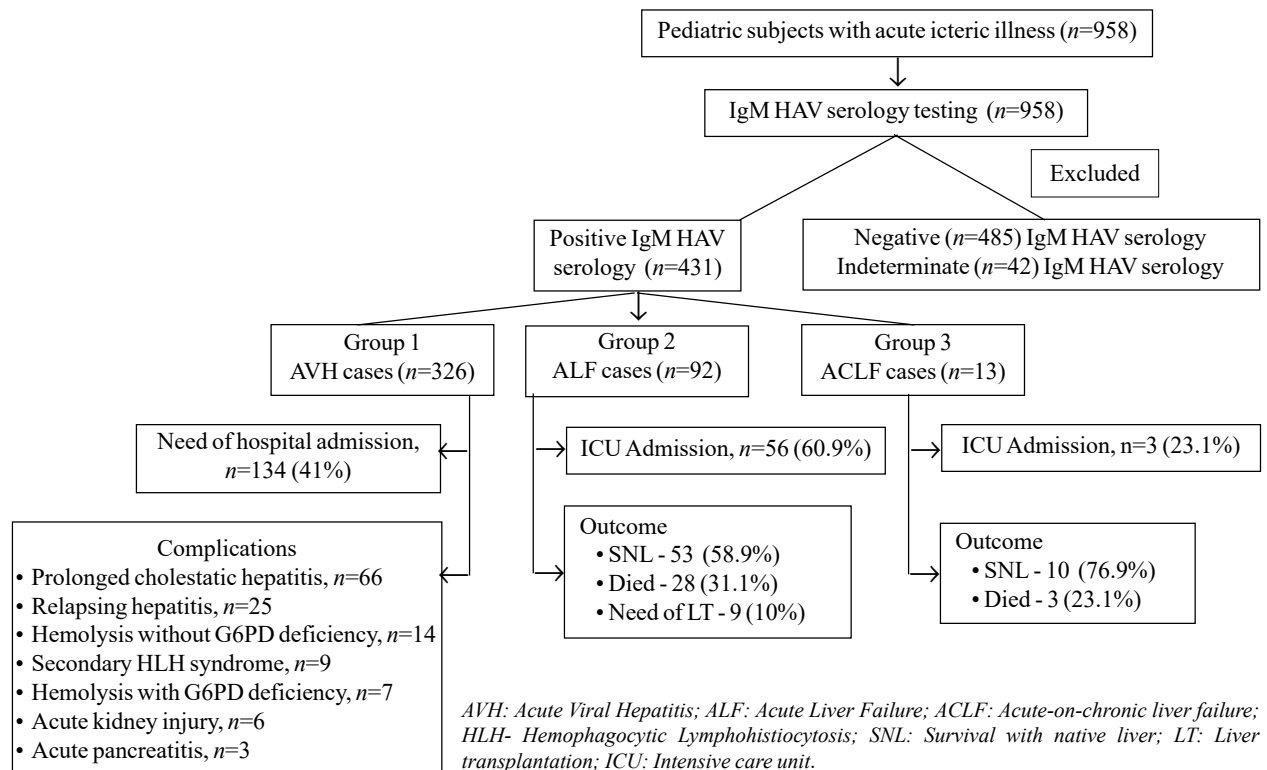 Pediatric subjects with acute icteric illness (n=958)
IgM HAV serology testing (n=958)
Excluded
Positive IgM HAV
serology (n=431)
Negative (n=485) IgM HAV serology
Indeterminate (n=42) IgM HAV serology
Group 1
AVH cases (n=326)
Group 2
ALF cases (n=92)
Group 3
ACLF cases (n=13)
Need of hospital admission,
n=134 (41%)
ICU Admission, n=56 (60.9%)
ICU Admission, n=3 (23.1%)
Complications
• Prolonged cholestatic hepatitis, n=66
• Relapsing hepatitis, n=25
• Hemolysis without G6PD deficiency, n=14
• Secondary HLH syndrome, n=9
• Hemolysis with G6PD deficiency, n=7
• Acute kidney injury, n=6
• Acute pancreatitis, n=3
Outcome
• SNL - 53 (58.9%)
• Died - 28 (31.1%)
• Need of LT - 9 (10%)
Outcome
• SNL - 10 (76.9%)
• Died - 3 (23.1%)
AVH: Acute Viral Hepatitis; ALF: Acute Liver Failure; ACLF: Acute-on-chronic liver failure;
HLH- Hemophagocytic Lymphohistiocytosis; SNL: Survival with native liver; LT: Liver
transplantation; ICU: Intensive care unit.